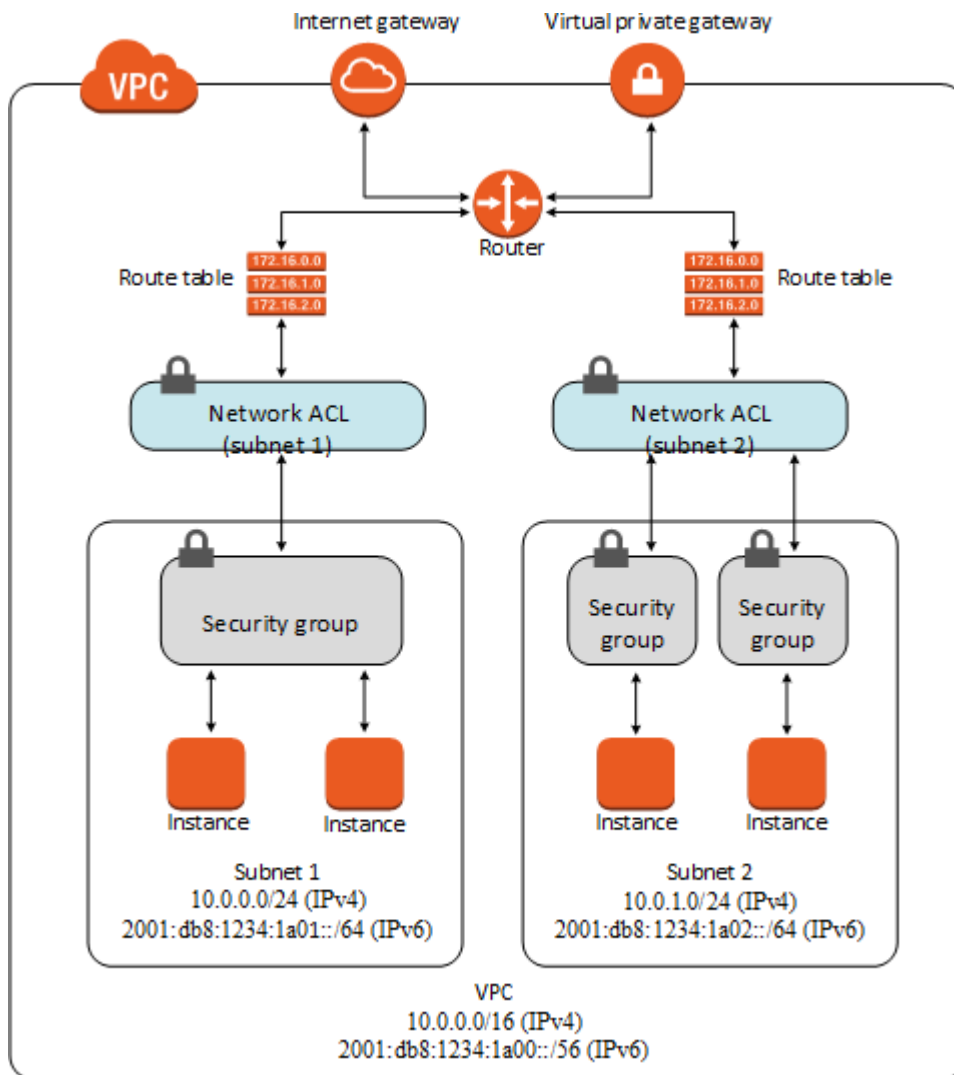 Internet gateway
Virtual private gateway
VPC
Router
Route table
172.16.0.0
172.16.1.0
172.16.2.0
172.16.0.0
172.16.1.0
172.16.2.0
Route table
Network ACL
(subnet 1)
Network ACL
(subnet 2)
Security group
Security
group
Security
group
Instance
Instance
Instance
Instance
Subnet 1
10.0.0.0/24 (IPv4)
2001:db8:1234:1a01::/64 (IPv6)
Subnet 2
10.0.1.0/24 (IPv4)
2001:db8:1234:1a02::/64 (IPv6)
VPC
10.0.0.0/16 (IPv4)
2001:db8:1234:1a00::/56 (IPv6)